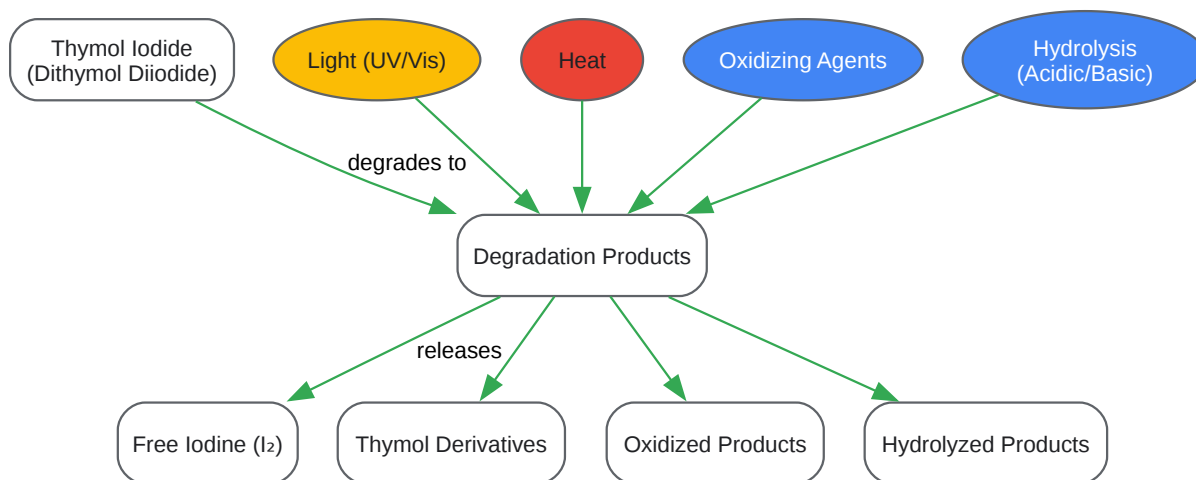 Thymol Iodide
(Dithymol Diiodide)
Light (UV/Vis)
Heat
Oxidizing Agents
Hydrolysis
(Acidic/Basic)
degrades to
Degradation Products
releases
Free Iodine (I₂)
Thymol Derivatives
Oxidized Products
Hydrolyzed Products